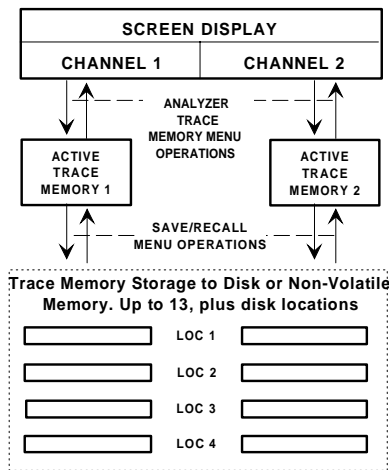 SCREEN DISPLAY
CHANNEL 1 CHANNEL 2
ANALYZER
TRACE
MEMORY MENU
OPERATIONS
ACTIVE
TRACE
MEMORY 1
ACTIVE
TRACE
MEMORY 2
SAVE/RECALL
MENU OPERATIONS
Trace Memory Storage to Disk or Non-Volatile
Memory. Up to 13, plus disk locations
LOC 1
LOC 2
LOC 3
LOC 4